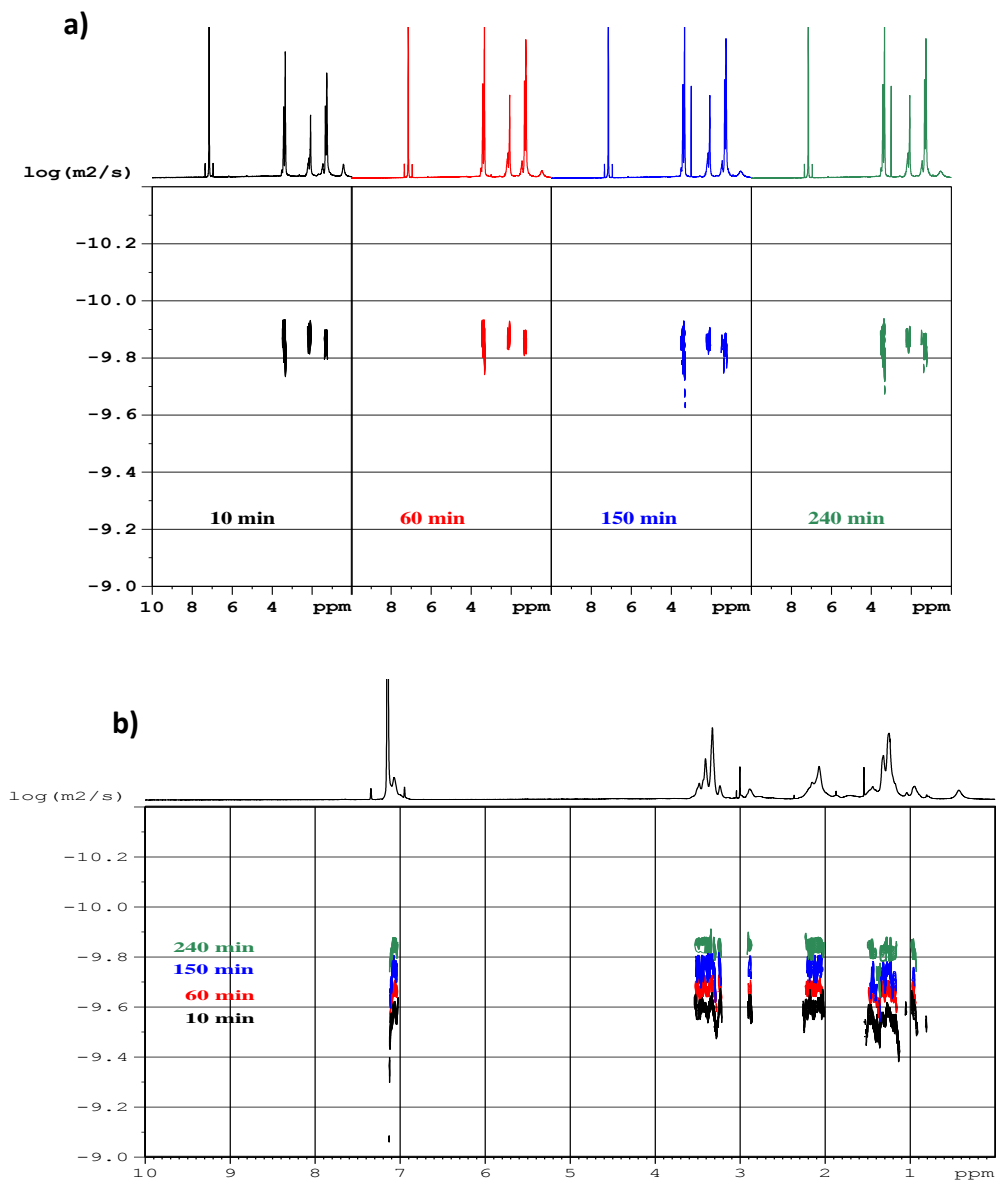 a)
log(m2/s)
-10.2
-10.0
-9.8
-9.6
-9.4
-9.2
-9.0
10 min
60 min
150 min
240 min
10 8 6 4 ppm 8 6 4 ppm 8 6 4 ppm 8 6 4 ppm
b)
log(m2/s)
-10.2
-10.0
-9.8
-9.6
-9.4
-9.2
-9.0
240 min
150 min
60 min
10 min
10 9 8 7 6 5 4 3 2 1 ppm